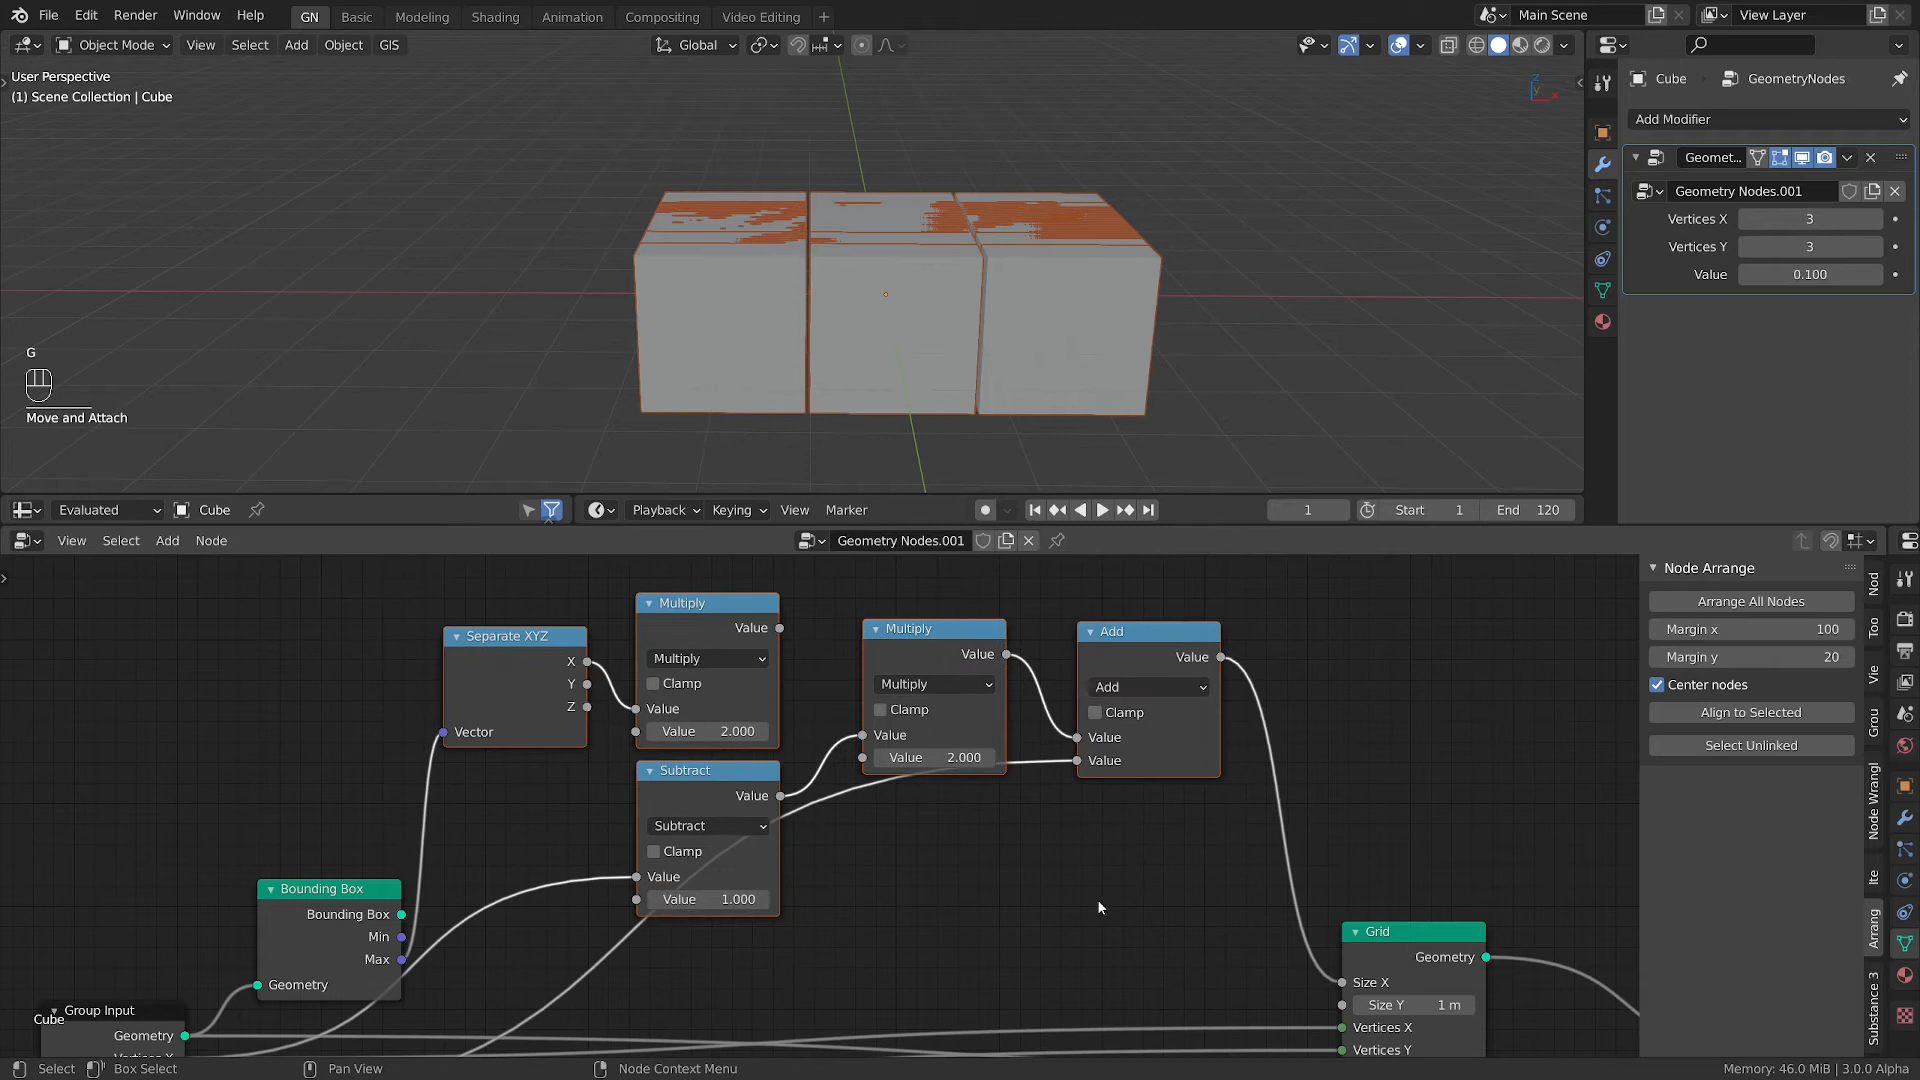 File Edit Render Window Help GN Basic Modeling Shading Animation Compositing Video Editing + Main Scene View Layer
Object Mode View Select Add Object GIS Global
User Perspective
(1) Scene Collection | Cube
Cube GeometryNodes
Add Modifier
Geomet...
Geometry Nodes.001
Vertices X 3
Vertices Y 3
Value 0.100
G
Move and Attach
Evaluated Cube Playback Keying View Marker 1 Start 1 End 120
View Select Add Node Geometry Nodes.001
Node Arrange
Arrange All Nodes
Margin x 100
Margin y 20
Center nodes
Align to Selected
Select Unlinked
Nod
Too
Vie
Grou
Node Wrangl
Ite
Arrang
Substance 3
Separate XYZ
X
Y
Z
Vector
Multiply
Value
Multiply
Clamp
Value
Value 2.000
Subtract
Value
Subtract
Clamp
Value
Value 1.000
Multiply
Value
Multiply
Clamp
Value
Value 2.000
Add
Value
Add
Clamp
Value
Value
Bounding Box
Bounding Box
Min
Max
Geometry
Group Input
Cube
Geometry
Vertices X
Grid
Geometry
Size X
Size Y 1 m
Vertices X
Vertices Y
Select Box Select Pan View Node Context Menu Memory: 46.0 MiB | 3.0.0 Alpha